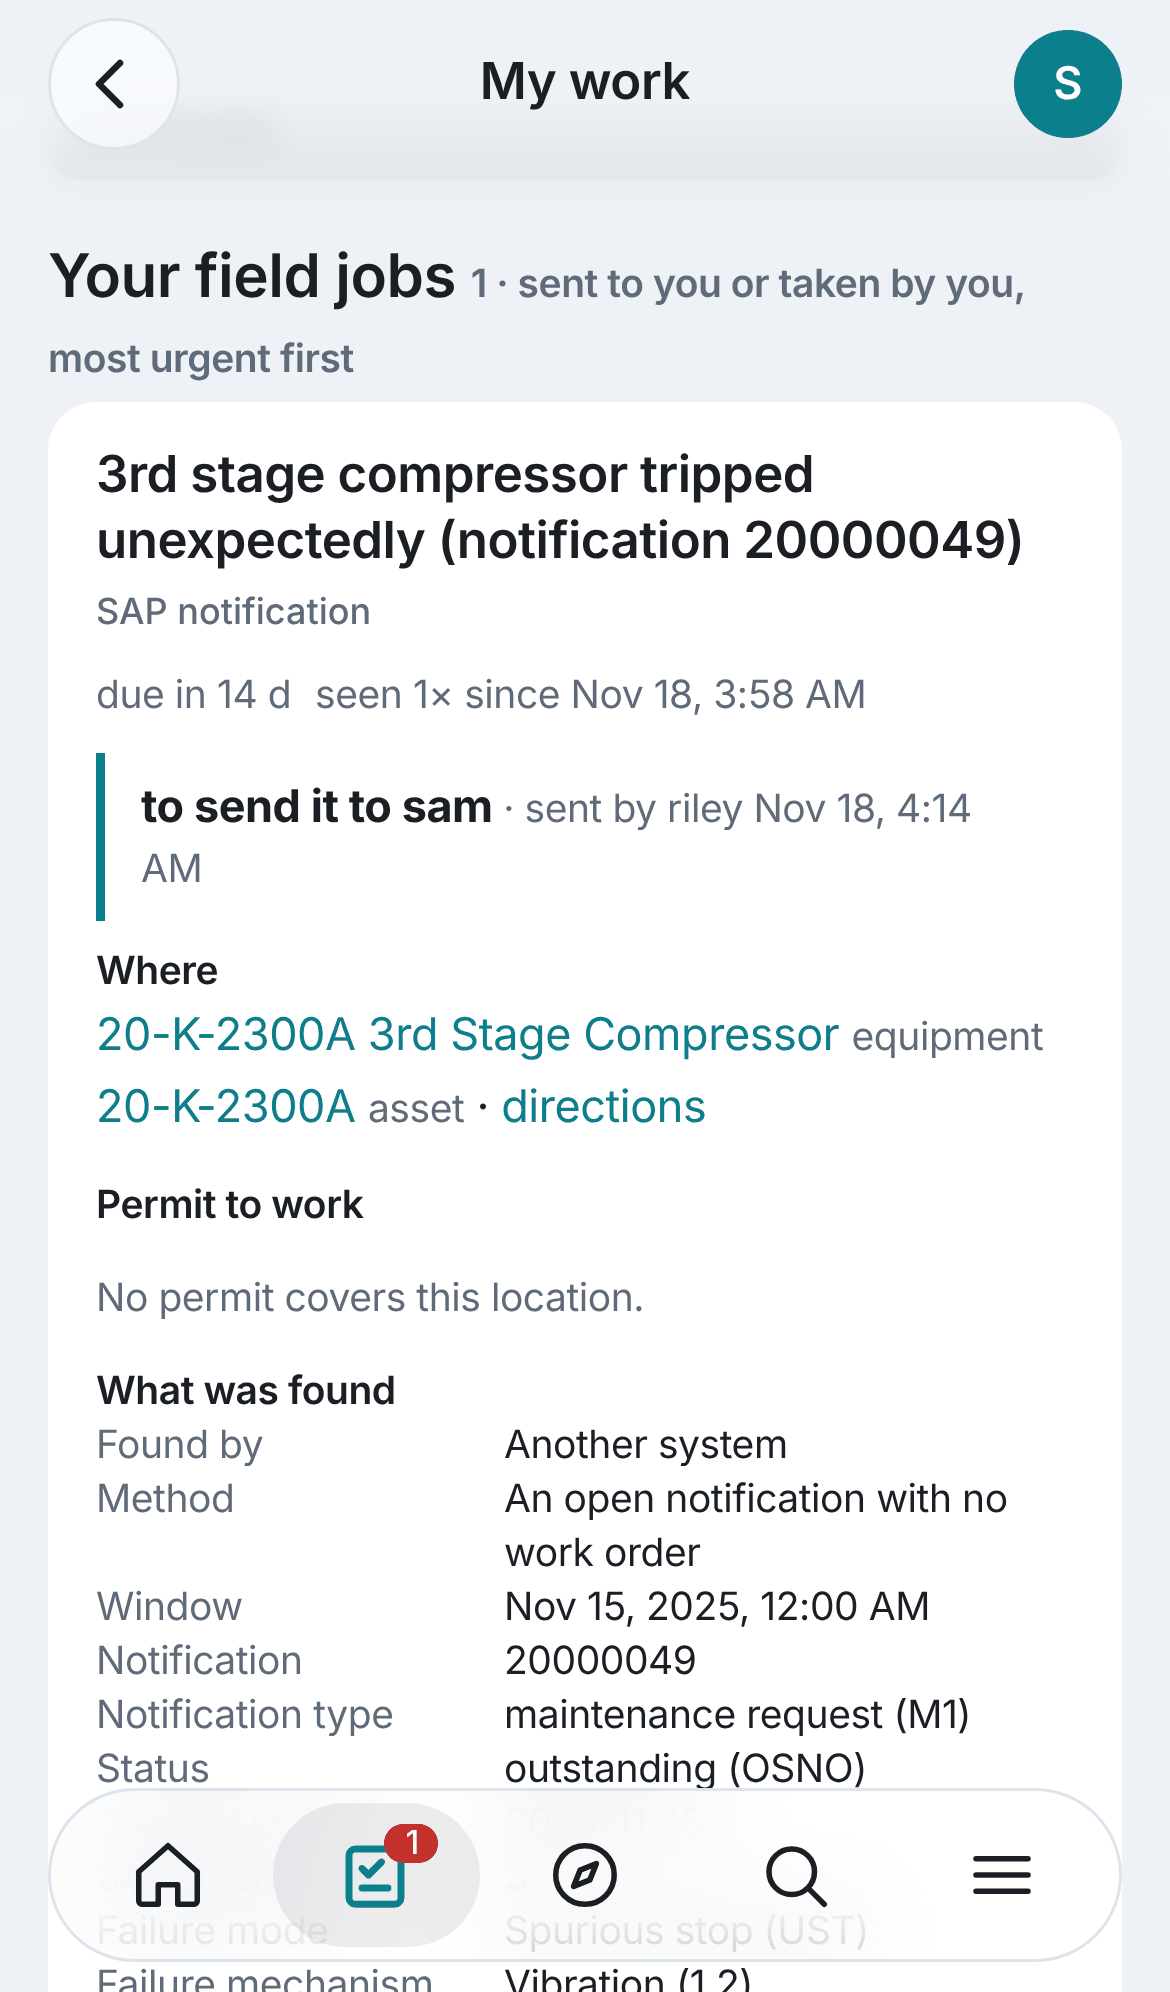 My work
S
Your field jobs 1 · sent to you or taken by you,
most urgent first
3rd stage compressor tripped
unexpectedly (notification 20000049)
SAP notification
due in 14 d seen 1× since Nov 18, 3:58 AM
to send it to sam · sent by riley Nov 18, 4:14
AM
Where
20-K-2300A 3rd Stage Compressor equipment
20-K-2300A asset · directions
Permit to work
No permit covers this location.
What was found
Found by Another system
Method An open notification with no
work order
Window Nov 15, 2025, 12:00 AM
Notification 20000049
Notification type maintenance request (M1)
Status outstanding (OSNO)
2025-11-15
1
3
Failure mode Spurious stop (UST)
Failure mechanism Vibration (1.2)